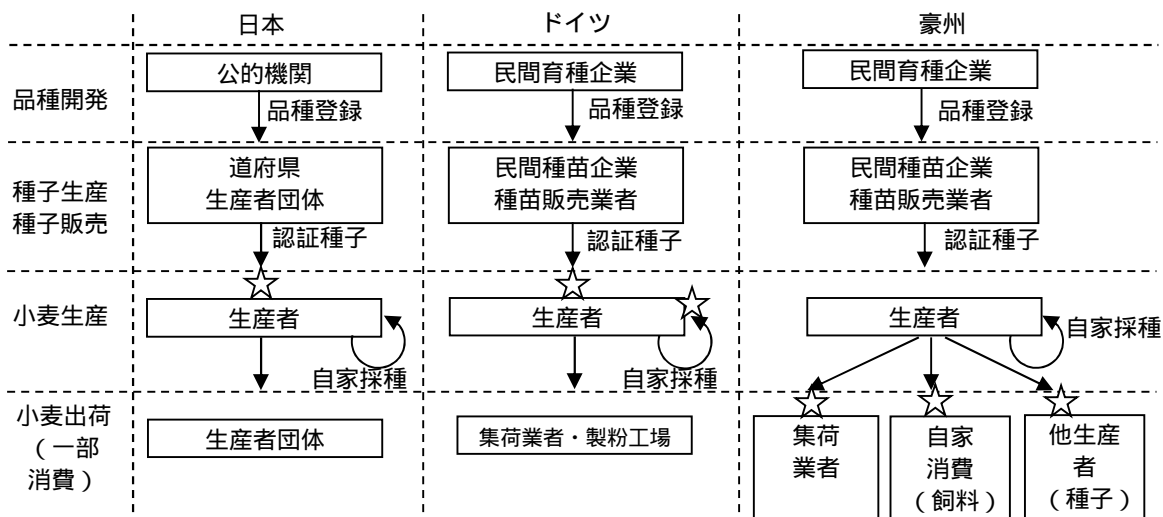 日本
ドイツ
豪州
品種開発
公的機関
民間育種企業
民間育種企業
品種登録
品種登録
品種登録
種子生産
種子販売
道府県
生産者団体
民間種苗企業
種苗販売業者
民間種苗企業
種苗販売業者
認証種子
認証種子
認証種子
小麦生産
生産者
生産者
生産者
自家採種
自家採種
自家採種
小麦出荷
(一部
消費)
生産者団体
集荷業者・製粉工場
集荷
業者
自家
消費
(飼料)
他生産
者
(種子)